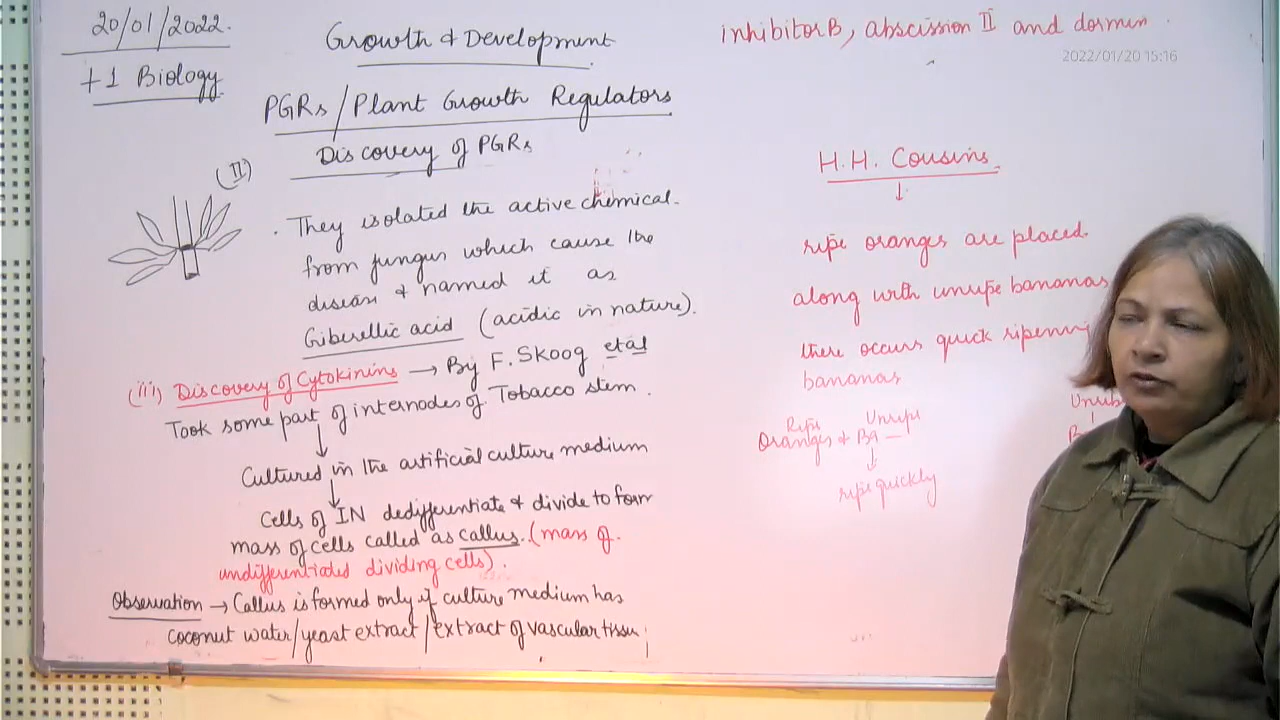 20/01/2022.
+1 Biology
Growth & Development
PGRs/Plant Growth Regulators
Discovery of PGRs
(II)
. They isolated the active chemical.
from fungus which cause the
disease & named it as
Giberellic acid (acidic in nature).
(iii) Discovery of Cytokinins → By F. Skoog etal
Took some part of internodes of Tobacco stem.
Cultured in the artificial culture medium
Cells of IN dedifferentiate & divide to form
mass of cells called as callus. (mass of.
undifferentiated dividing cells).
Observation → Callus is formed only if culture medium has
coconut water/yeast extract/extract of vascular tissu
inhibitor B, abscission II and dormin.
2022/01/20 15:16
H.H. Cousins
ripe oranges are placed.
along with unripe bananas
there occurs quick ripenni
bananas
Ripe Unripe
Oranges & BA —
ripe quickly